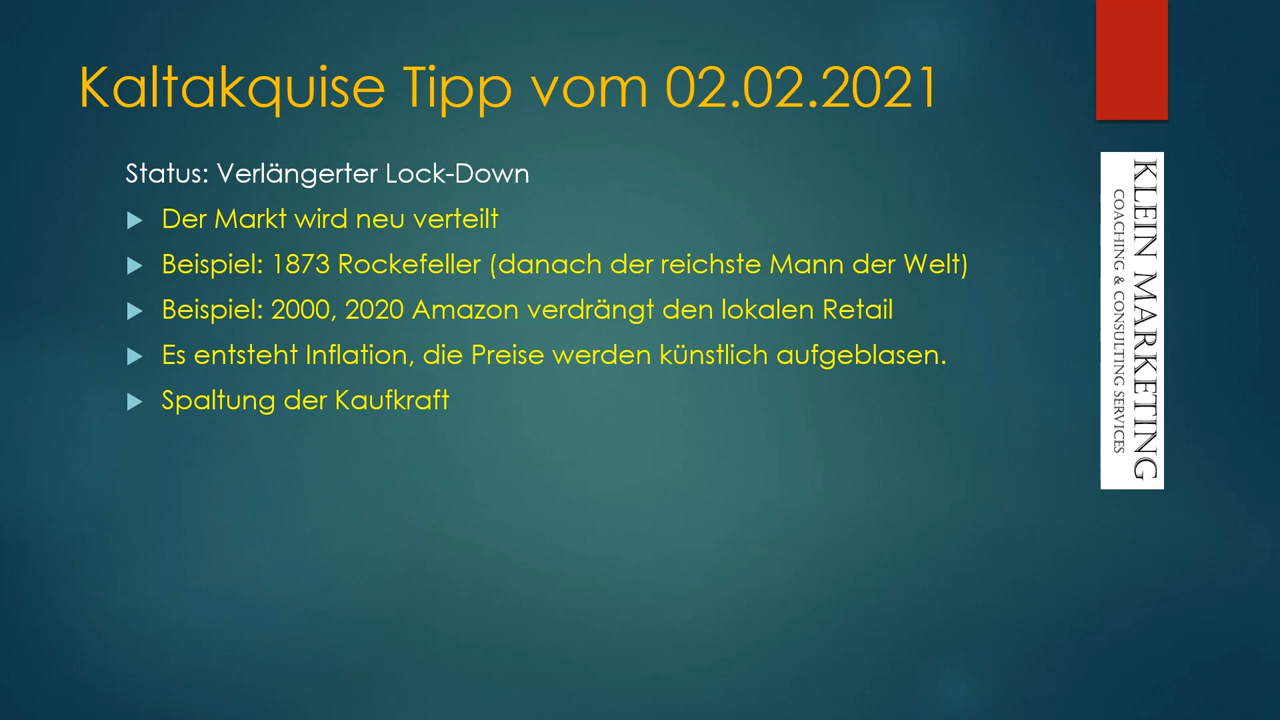 Kaltakquise Tipp vom 02.02.2021
Status: Verlängerter Lock-Down
Der Markt wird neu verteilt
Beispiel: 1873 Rockefeller (danach der reichste Mann der Welt)
Beispiel: 2000, 2020 Amazon verdrängt den lokalen Retail
Es entsteht Inflation, die Preise werden künstlich aufgeblasen.
Spaltung der Kaufkraft
KLEIN MARKETING
COACHING & CONSULTING SERVICES